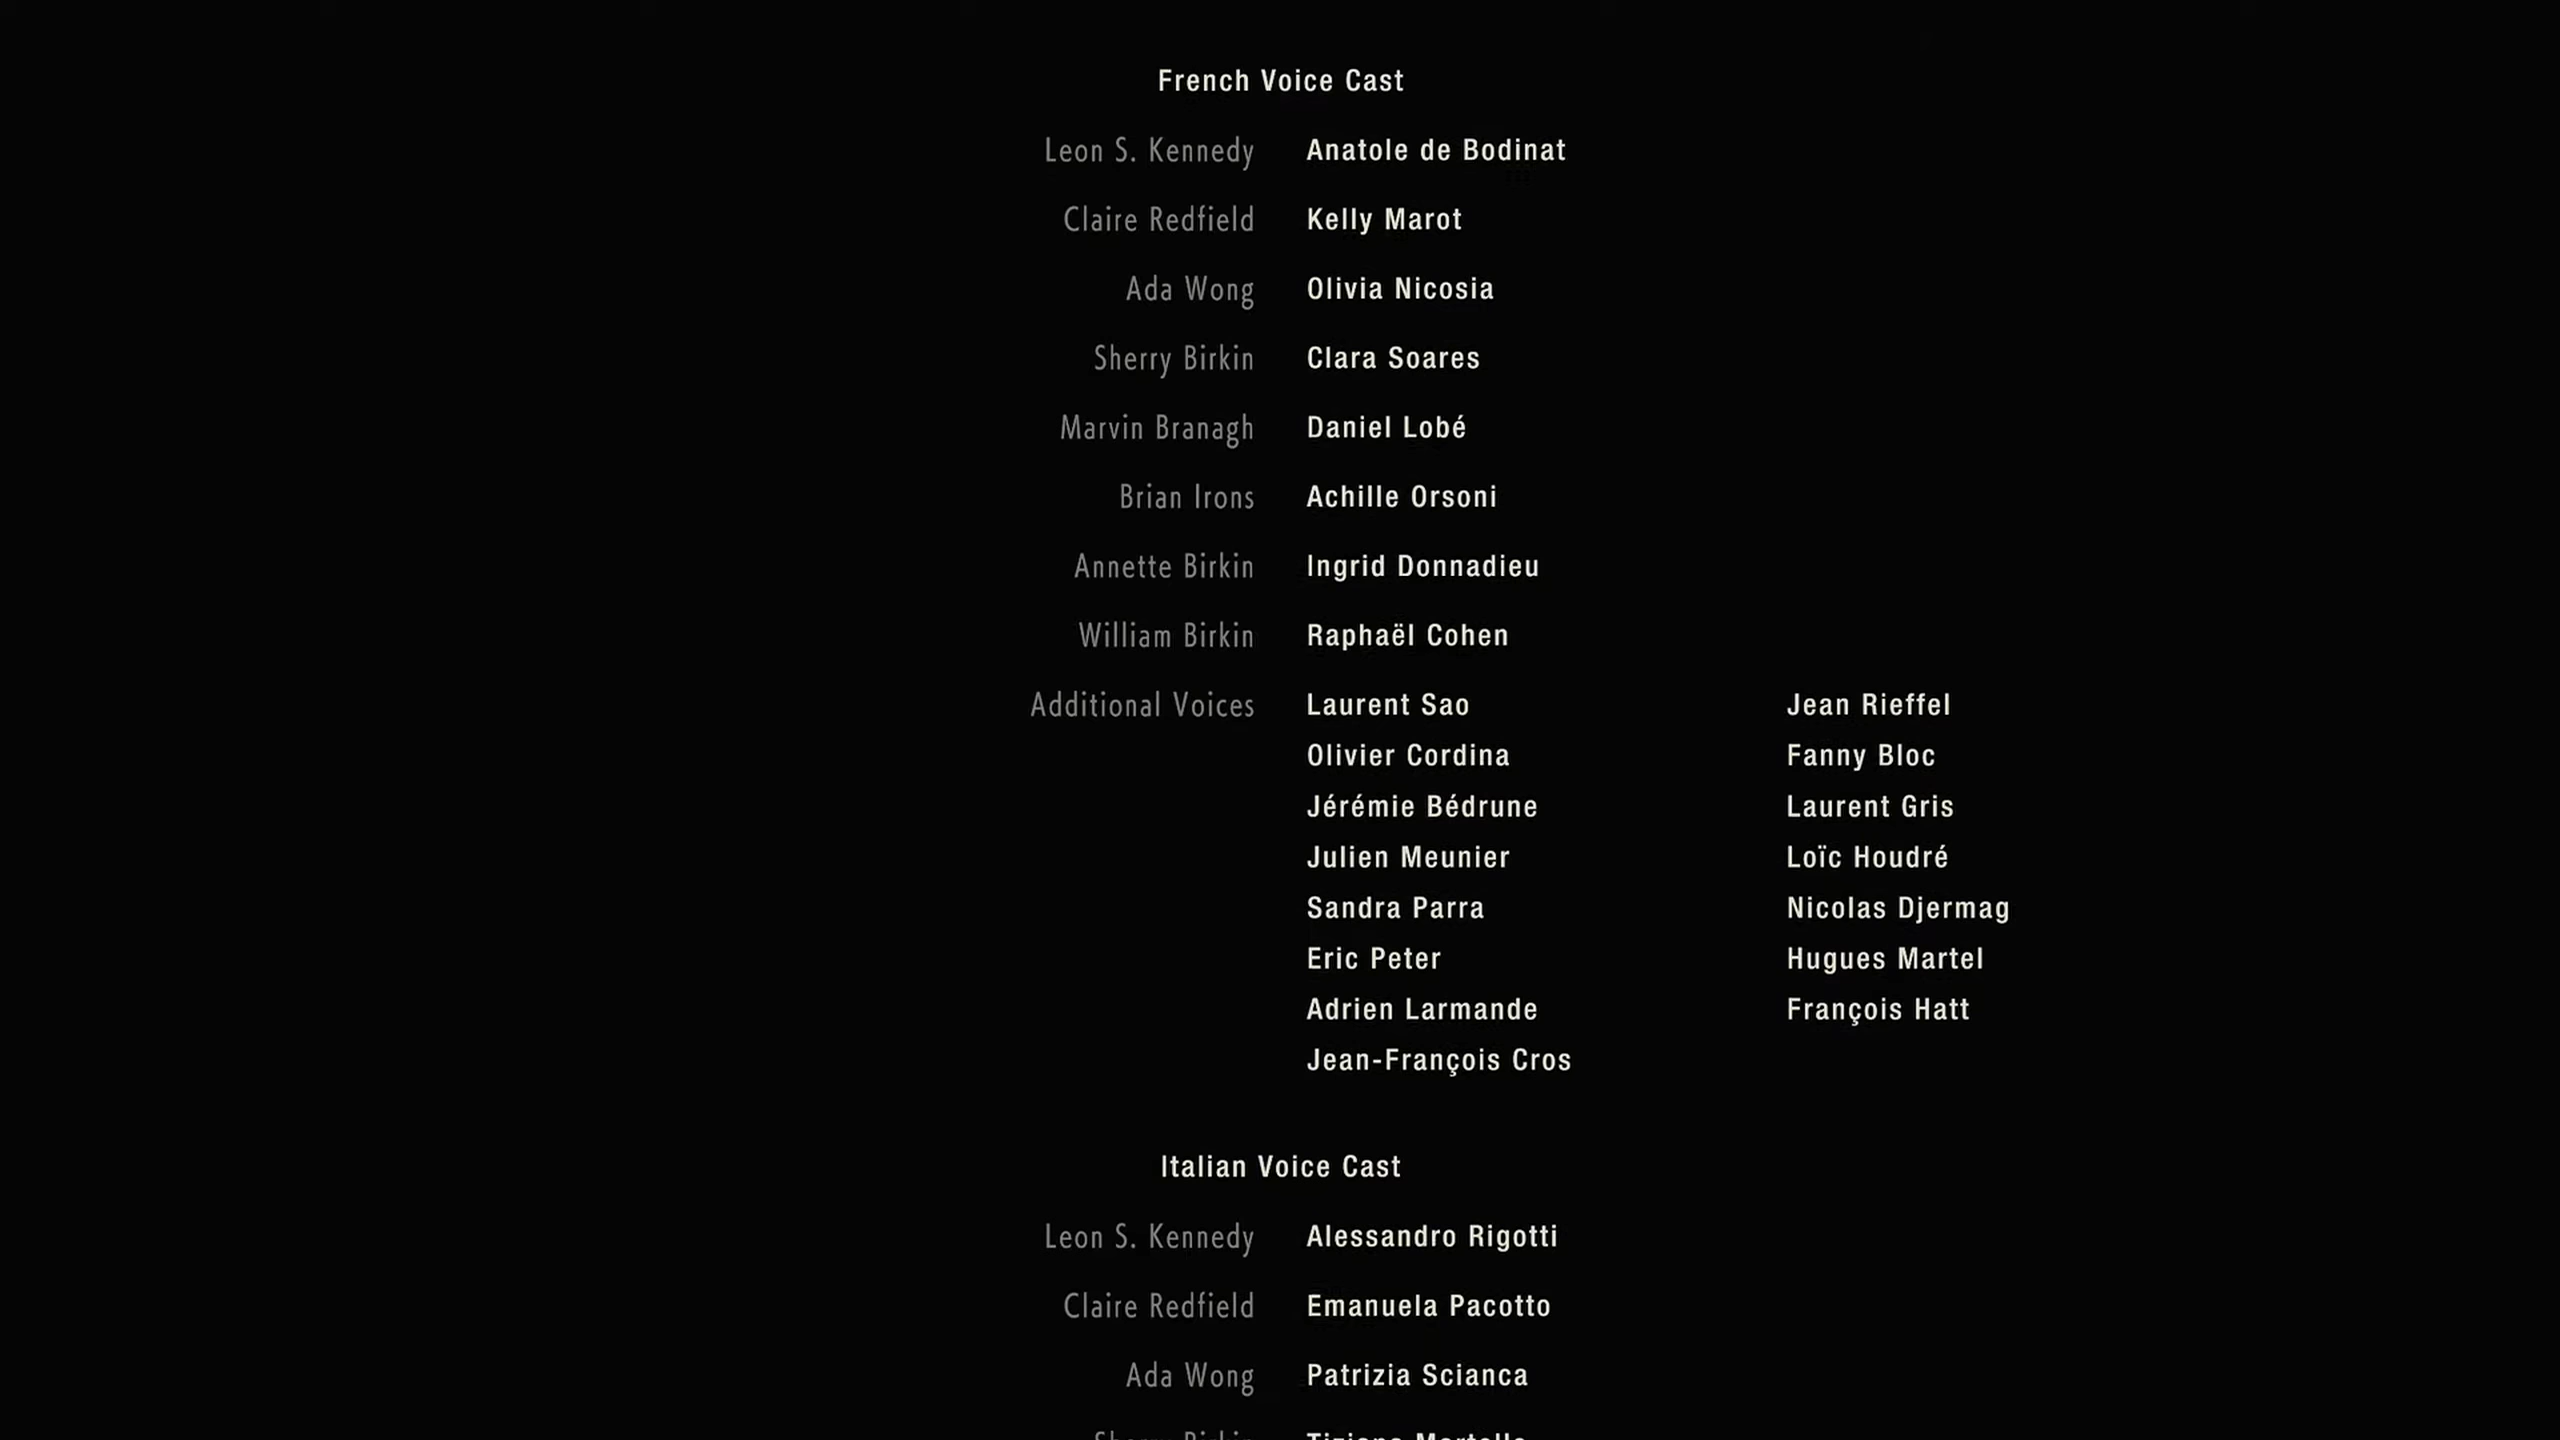 French Voice Cast
Leon S. Kennedy Anatole de Bodinat
Claire Redfield Kelly Marot
Ada Wong Olivia Nicosia
Sherry Birkin Clara Soares
Marvin Branagh Daniel Lobé
Brian Irons Achille Orsoni
Annette Birkin Ingrid Donnadieu
William Birkin Raphaël Cohen
Additional Voices Laurent Sao Jean Rieffel
Olivier Cordina Fanny Bloc
Jérémie Bédrune Laurent Gris
Julien Meunier Loïc Houdré
Sandra Parra Nicolas Djermag
Eric Peter Hugues Martel
Adrien Larmande François Hatt
Jean-François Cros
Italian Voice Cast
Leon S. Kennedy Alessandro Rigotti
Claire Redfield Emanuela Pacotto
Ada Wong Patrizia Scianca
Sherry Birkin